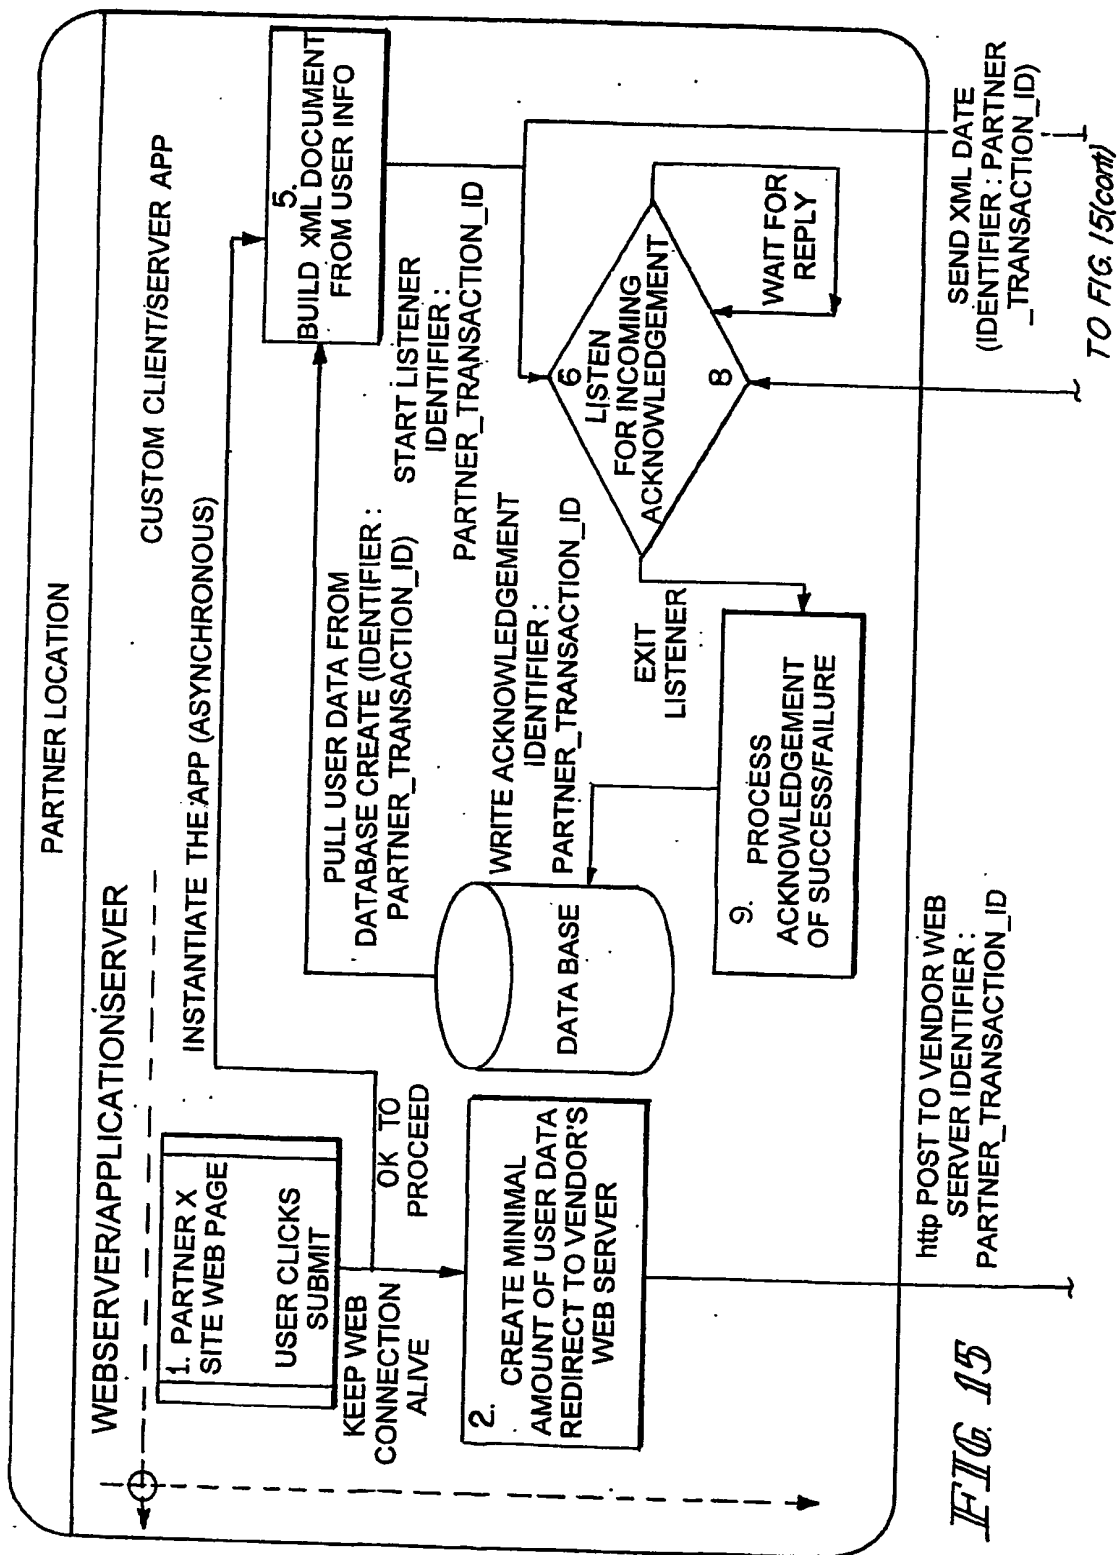 PARTNER LOCATION
WEBSERVER/APPLICATIONSERVER
CUSTOM CLIENT/SERVER APP
1. PARTNER X
SITE WEB PAGE
USER CLICKS
SUBMIT
INSTANTIATE THE APP (ASYNCHRONOUS)
KEEP WEB
CONNECTION
ALIVE
OK TO
PROCEED
2.
CREATE MINIMAL
AMOUNT OF USER DATA
REDIRECT TO VENDOR'S
WEB SERVER
PULL USER DATA FROM
DATABASE CREATE (IDENTIFIER :
PARTNER_TRANSACTION_ID)
5.
BUILD XML DOCUMENT
FROM USER INFO
START LISTENER
IDENTIFIER :
PARTNER_TRANSACTION_ID
DATA BASE
WRITE ACKNOWLEDGEMENT
IDENTIFIER :
PARTNER_TRANSACTION_ID
6
LISTEN
FOR INCOMING
ACKNOWLEDGEMENT
8
WAIT FOR
REPLY
EXIT
LISTENER
9.
PROCESS
ACKNOWLEDGEMENT
OF SUCCESS/FAILURE
http POST TO VENDOR WEB
SERVER IDENTIFIER :
PARTNER_TRANSACTION_ID
SEND XML DATE
(IDENTIFIER : PARTNER
_TRANSACTION_ID)
TO FIG. 15(cont)
FIG. 15